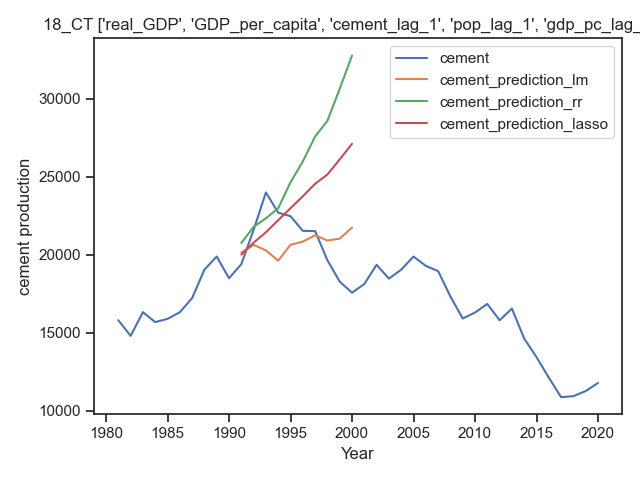 18_CT ['real_GDP', 'GDP_per_capita', 'cement_lag_1', 'pop_lag_1', 'gdp_pc_lag_
cement
cement_prediction_lm
cement_prediction_rr
cement_prediction_lasso
30000
25000
20000
15000
10000
cement production
1980 1985 1990 1995 2000 2005 2010 2015 2020
Year